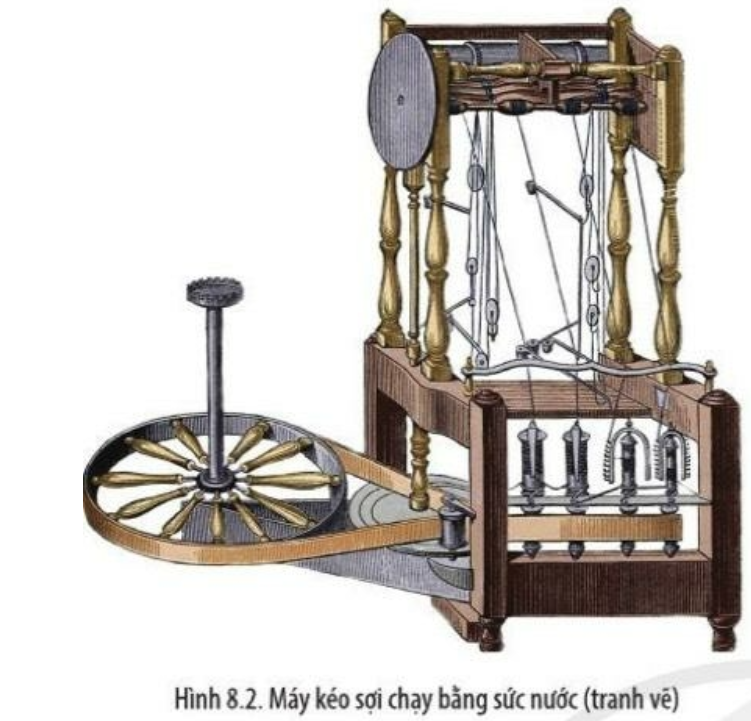 Hình 8.2. Máy kéo sợi chạy bằng sức nước (tranh vẽ)